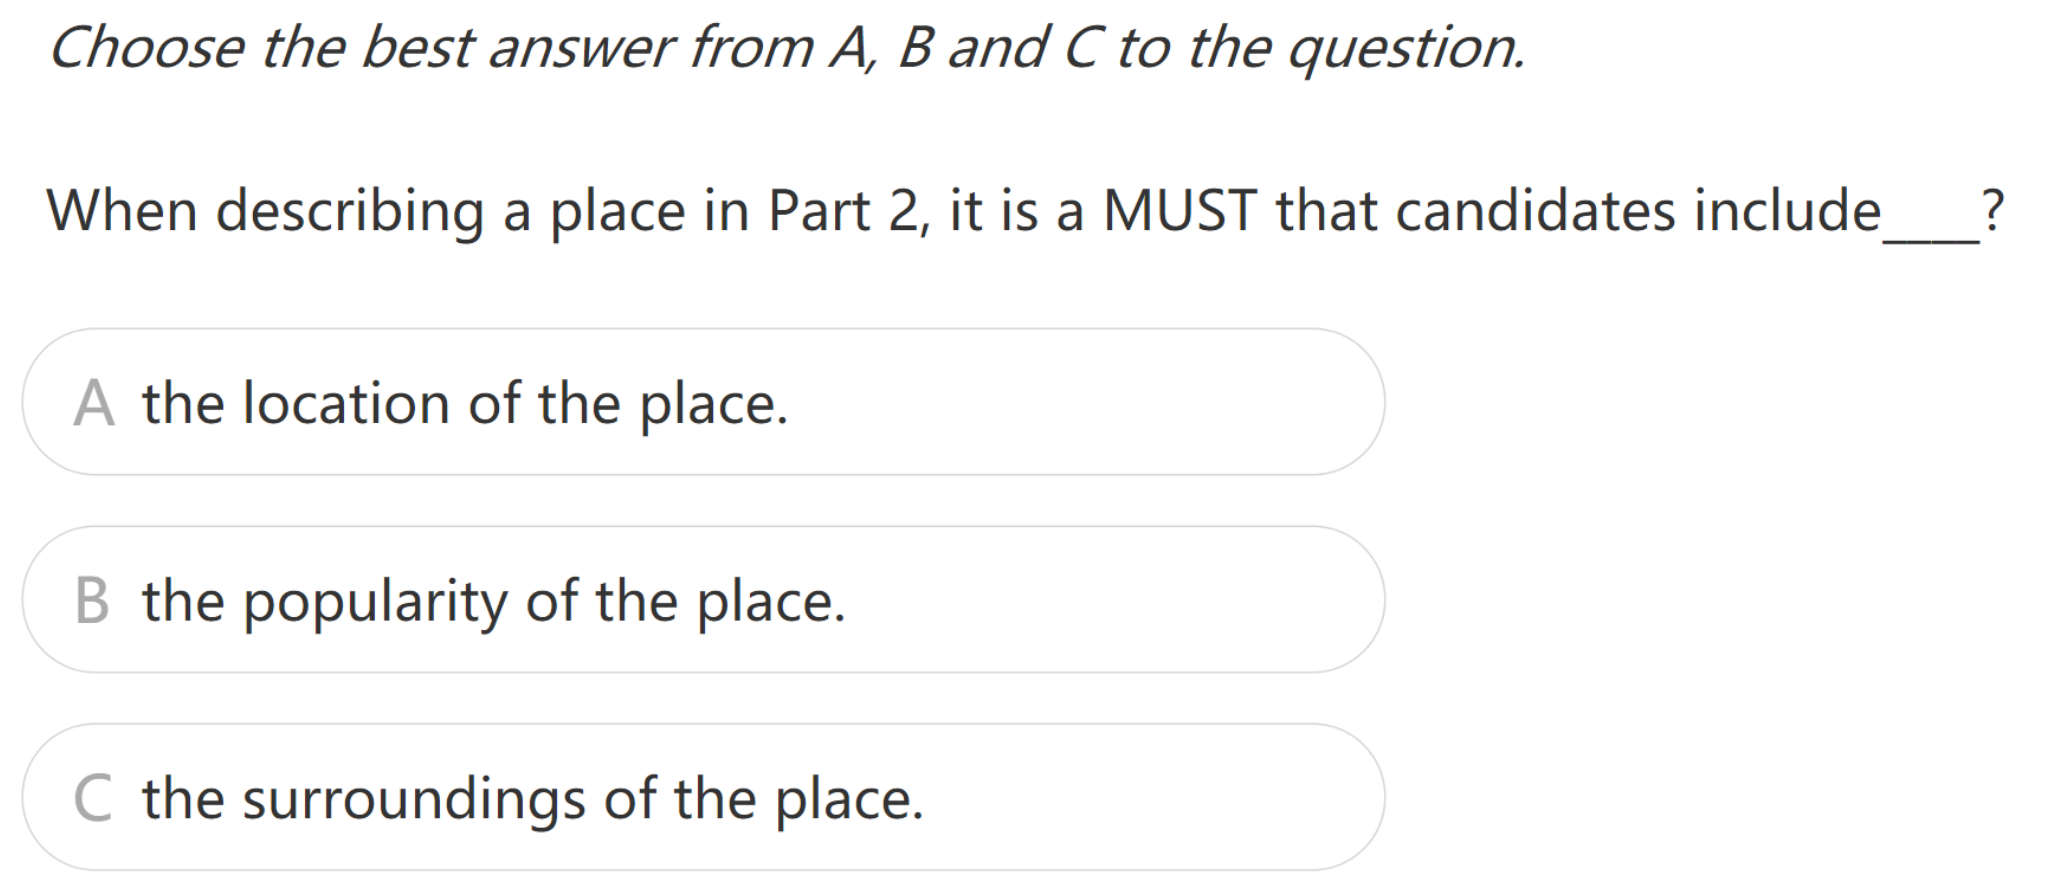 Choose the best answer from A, B and C to the question.
When describing a place in Part 2, it is a MUST that candidates include____?
A the location of the place.
B the popularity of the place.
C the surroundings of the place.